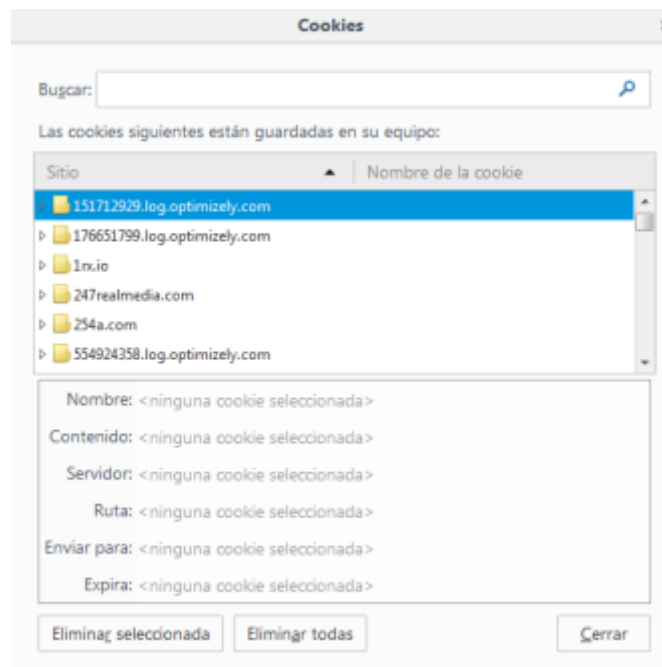 Cookies
Buscar:
Las cookies siguientes están guardadas en su equipo:
Sitio Nombre de la cookie
151712929.log.optimizely.com
176651799.log.optimizely.com
1rx.io
247realmedia.com
254a.com
554924358.log.optimizely.com
Nombre: <ninguna cookie seleccionada>
Contenido: <ninguna cookie seleccionada>
Servidor: <ninguna cookie seleccionada>
Ruta: <ninguna cookie seleccionada>
Enviar para: <ninguna cookie seleccionada>
Expira: <ninguna cookie seleccionada>
Eliminar seleccionada Eliminar todas Cerrar